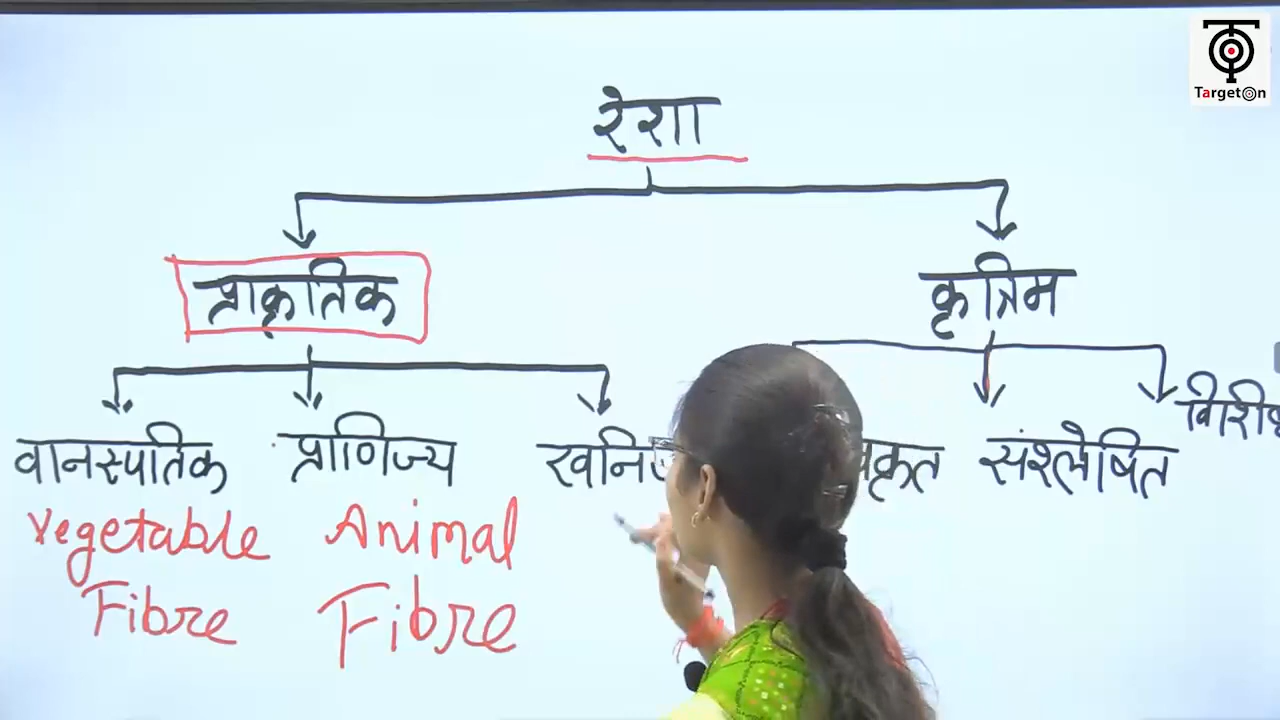 TargetOn
रेशा
प्राकृतिक
कृत्रिम
वानस्पतिक प्राणिज्य संश्लेषित
Vegetable Animal
Fibre Fibre